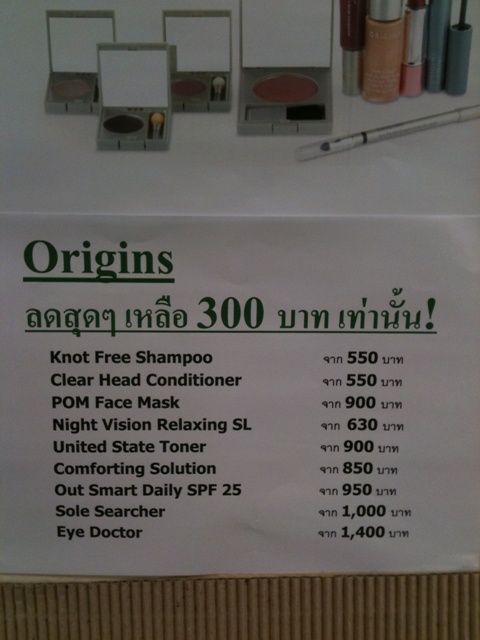 Origins
ลดสุดๆ เหลือ 300 บาท เท่านั้น!
Knot Free Shampoo จาก 550 บาท
Clear Head Conditioner จาก 550 บาท
POM Face Mask จาก 900 บาท
Night Vision Relaxing SL จาก 630 บาท
United State Toner จาก 900 บาท
Comforting Solution จาก 850 บาท
Out Smart Daily SPF 25 จาก 950 บาท
Sole Searcher จาก 1,000 บาท
Eye Doctor จาก 1,400 บาท